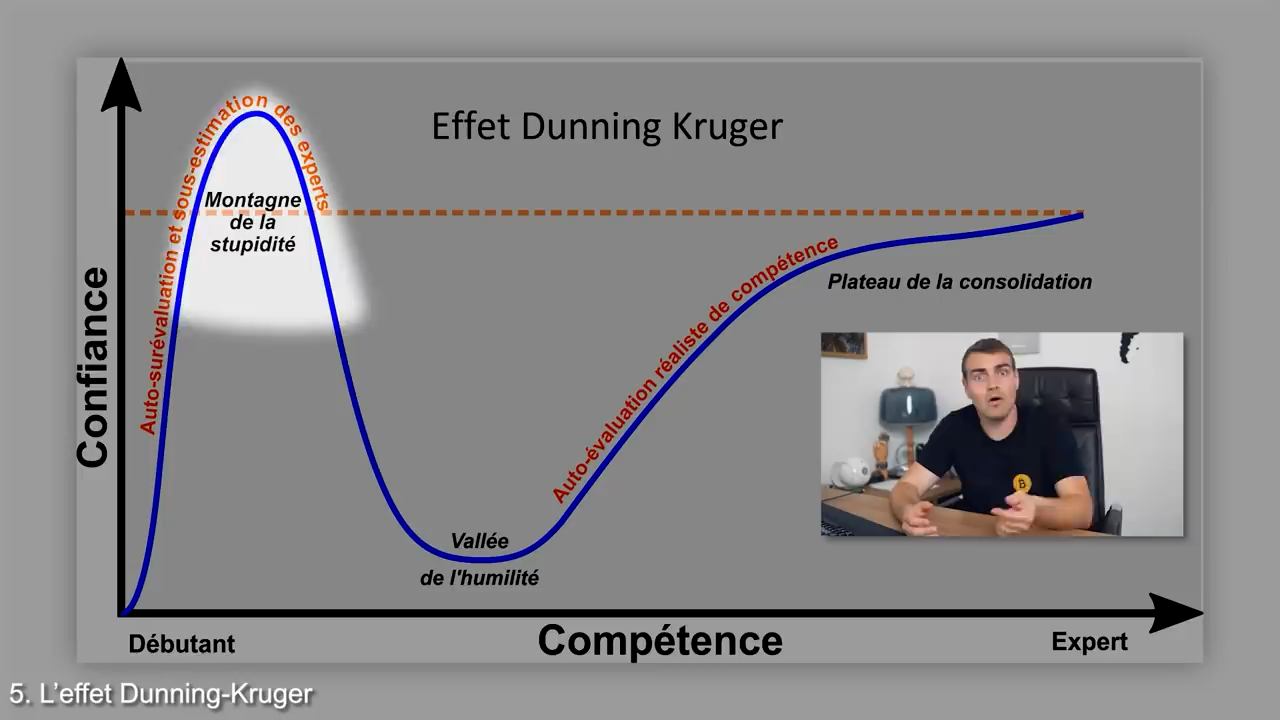 Effet Dunning Kruger
Auto-surévaluation et sous-estimation des experts
Montagne
de la
stupidité
Auto-évaluation réaliste de compétence
Plateau de la consolidation
Confiance
Vallée
de l'humilité
Débutant
Compétence
Expert
5. L'effet Dunning-Kruger